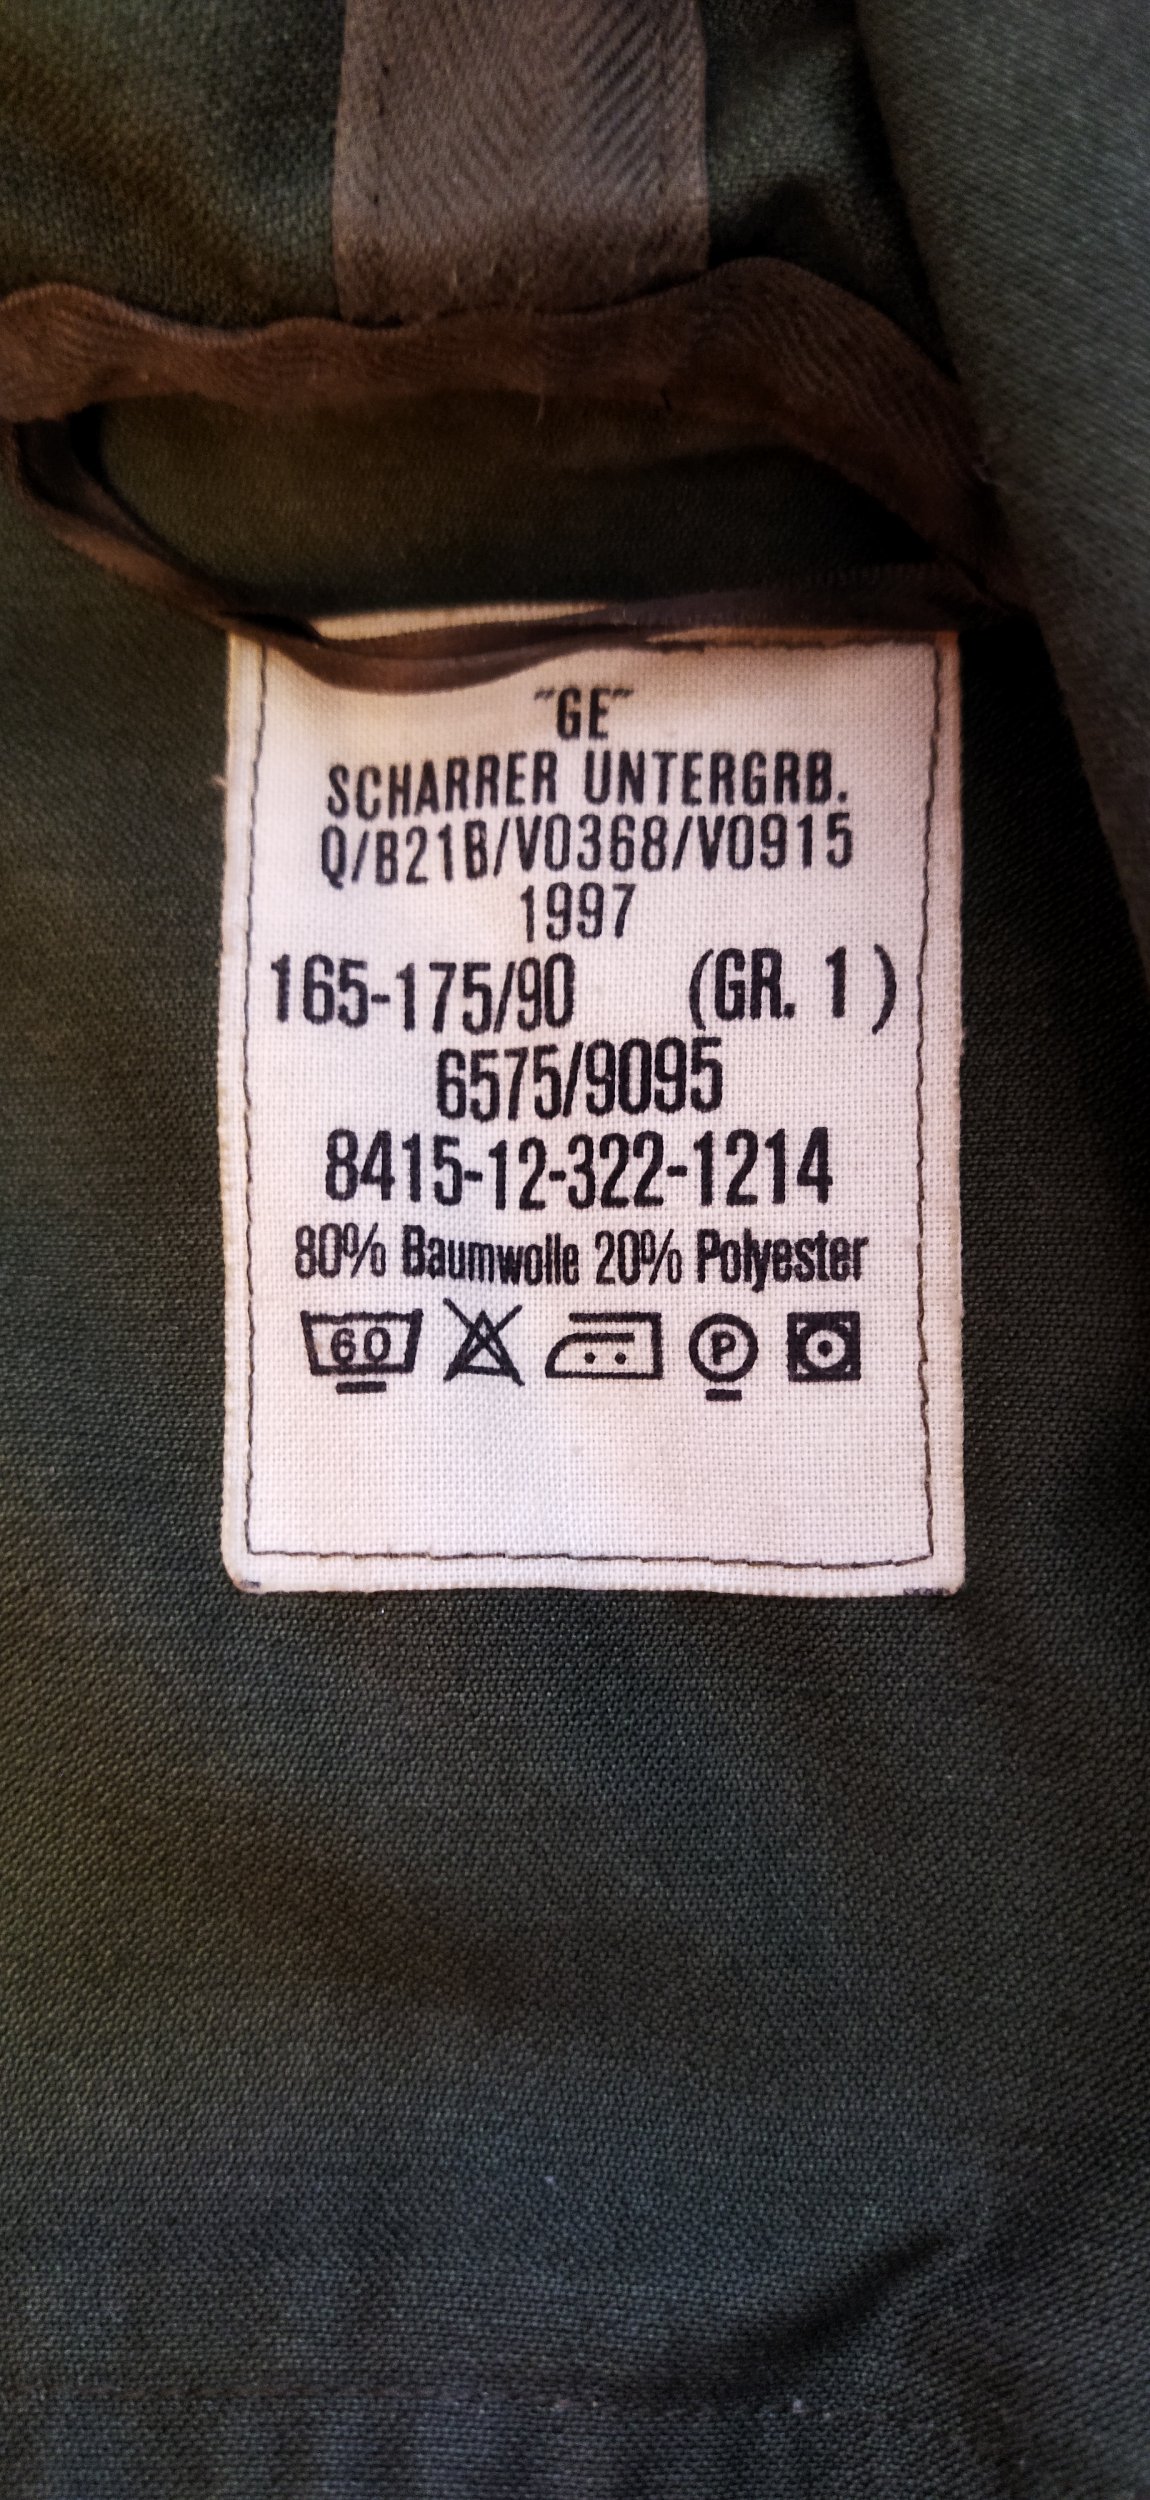 "GE"
SCHARRER UNTERGRB.
Q/B21B/V0368/V0915
1997
165-175/90 (GR. 1 )
6575/9095
8415-12-322-1214
80% Baumwolle 20% Polyester
60 P